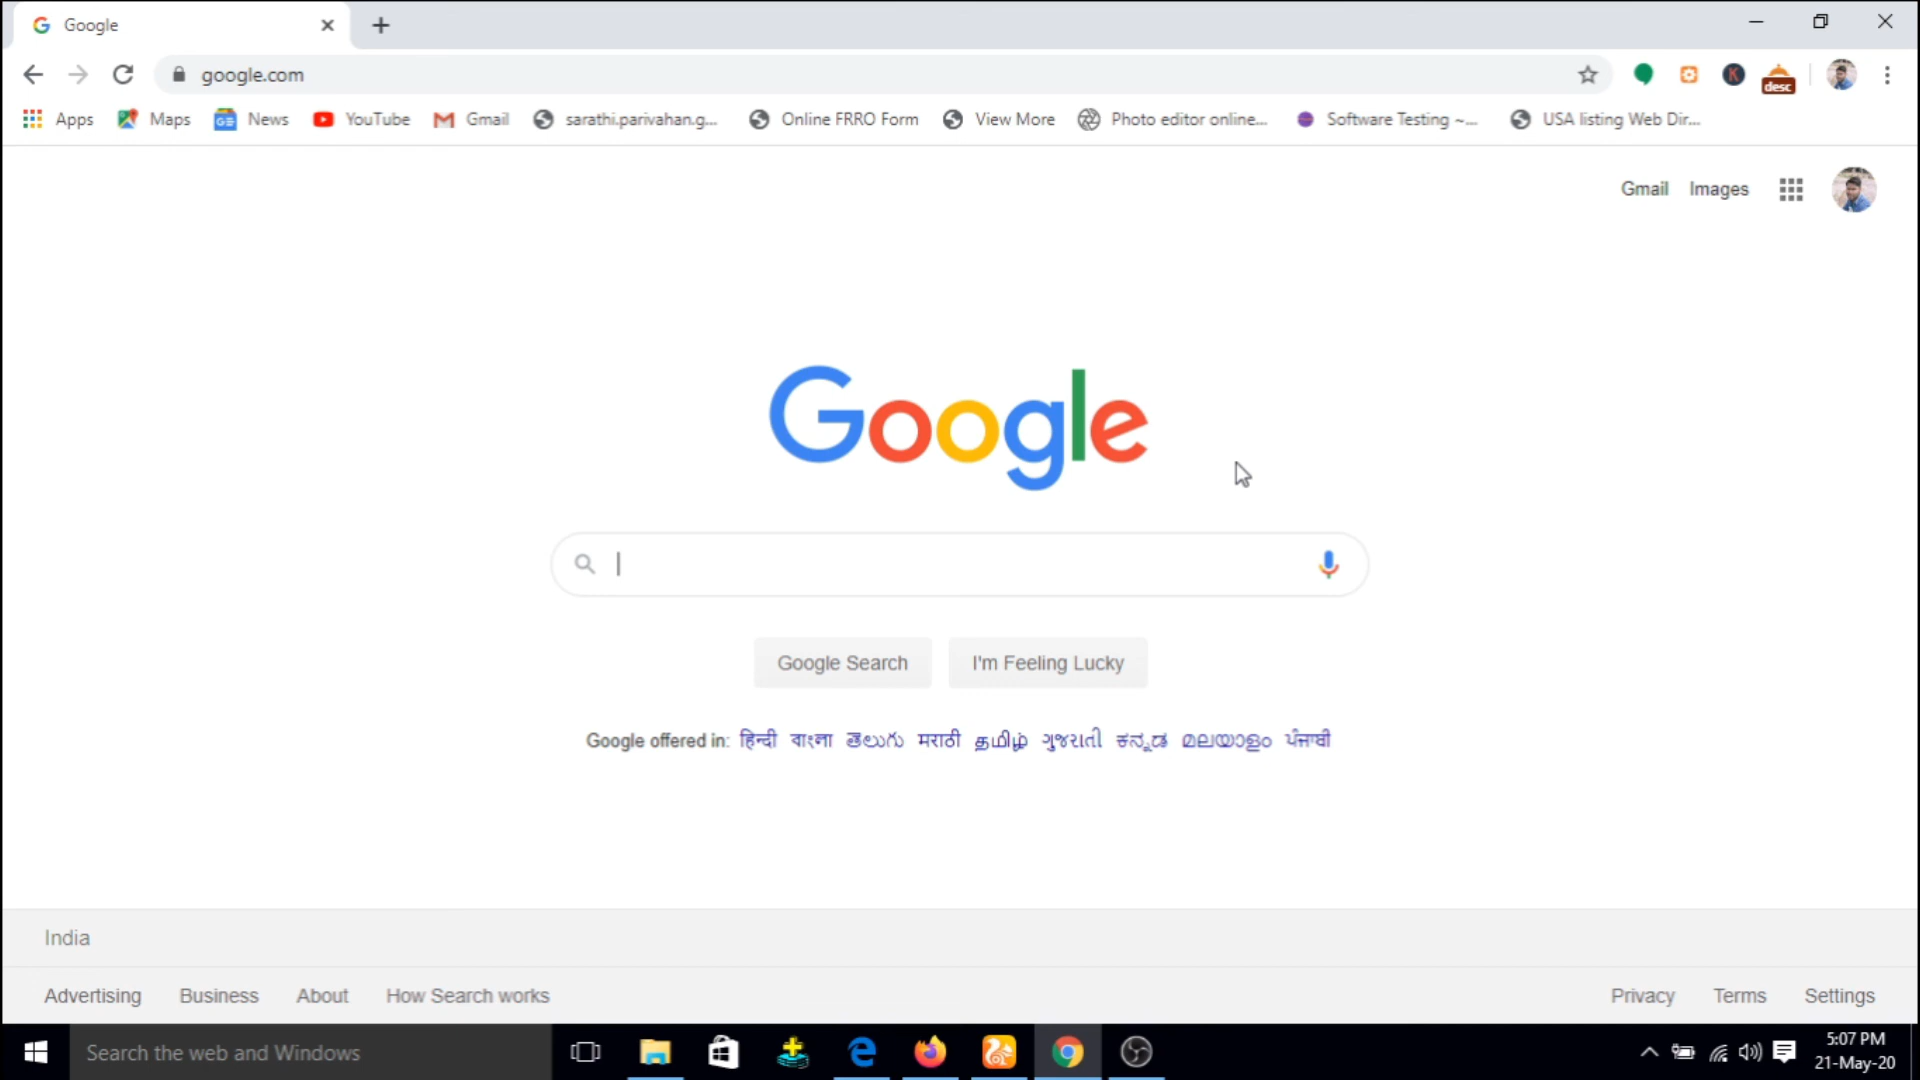 Google
google.com
desc
Apps Maps News YouTube Gmail sarathi.parivahan.g... Online FRRO Form View More Photo editor online... Software Testing ~... USA listing Web Dir...
Gmail Images
Google
Google Search I'm Feeling Lucky
Google offered in: हिन्दी বাংলা తెలుగు मराठी தமிழ் ગુજરાતી ಕನ್ನಡ മലയാളം ਪੰਜਾਬੀ
India
Advertising Business About How Search works Privacy Terms Settings
Search the web and Windows 5:07 PM
21-May-20